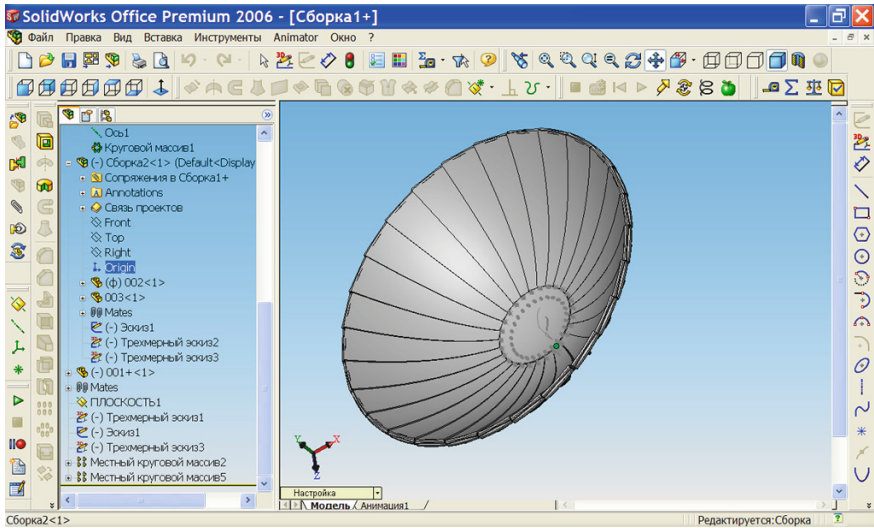 SolidWorks Office Premium 2006 - [Сборка1+]
Файл Правка Вид Вставка Инструменты Animator Окно ?
Ось1
Круговой массив1
(-) Сборка2<1> (Default<Display
Сопряжения в Сборка1+
Annotations
Связь проектов
Front
Top
Right
Origin
(ф) 002<1>
003<1>
Mates
(-) Эскиз1
(-) Трехмерный эскиз2
(-) Трехмерный эскиз3
(-) 001+<1>
Mates
ПЛОСКОСТЬ1
(-) Трехмерный эскиз1
(-) Эскиз1
(-) Трехмерный эскиз3
Местный круговой массив2
Местный круговой массив5
Y X
Z
Настройка
Модель Анимация1
Сборка2<1> Редактируется:Сборка